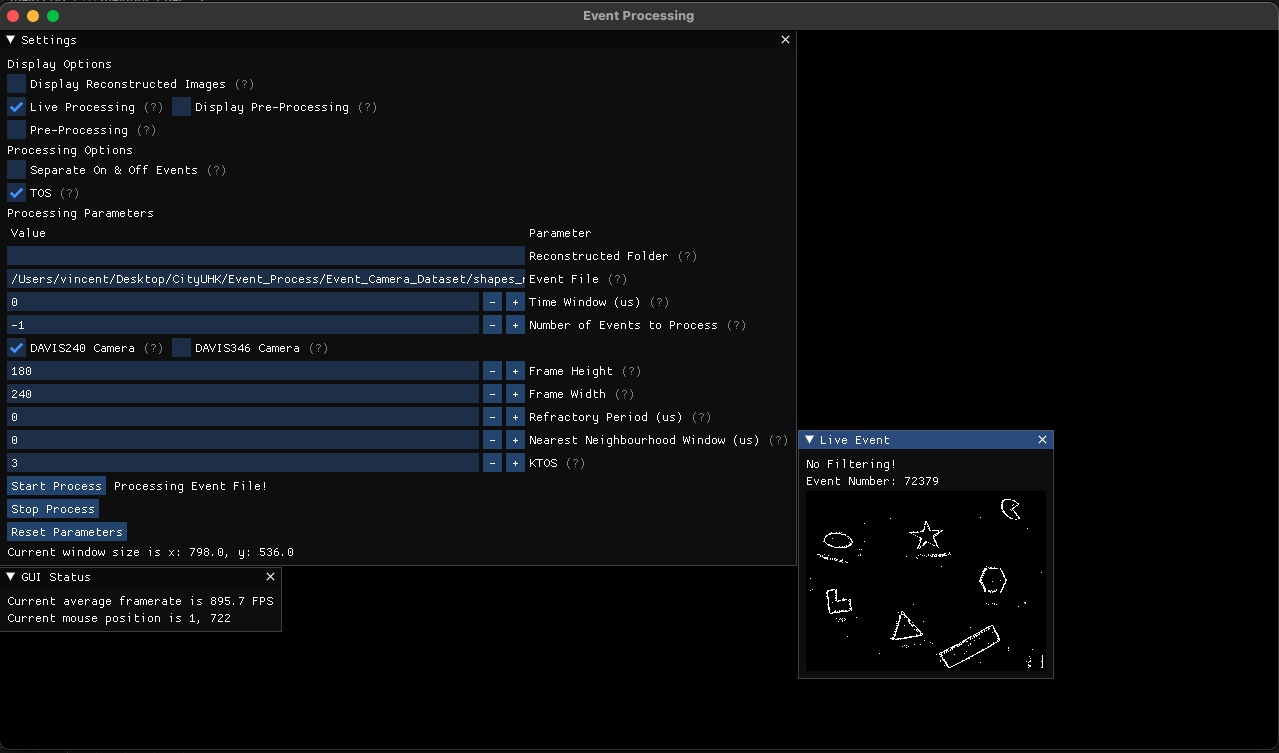 Event Processing
Settings
Display Options
Display Reconstructed Images (?)
Live Processing (?) Display Pre-Processing (?)
Pre-Processing (?)
Processing Options
Separate On & Off Events (?)
TOS (?)
Processing Parameters
Value Parameter
Reconstructed Folder (?)
/Users/vincent/Desktop/CityUHK/Event_Process/Event_Camera_Dataset/shapes_ Event File (?)
0 - + Time Window (us) (?)
-1 - + Number of Events to Process (?)
DAVIS240 Camera (?) DAVIS346 Camera (?)
180 - + Frame Height (?)
240 - + Frame Width (?)
0 - + Refractory Period (us) (?)
0 - + Nearest Neighbourhood Window (us) (?)
3 - + KTOS (?)
Start Process Processing Event File!
Stop Process
Reset Parameters
Current window size is x: 798.0, y: 536.0
GUI Status
Current average framerate is 895.7 FPS
Current mouse position is 1, 722
Live Event
No Filtering!
Event Number: 72379